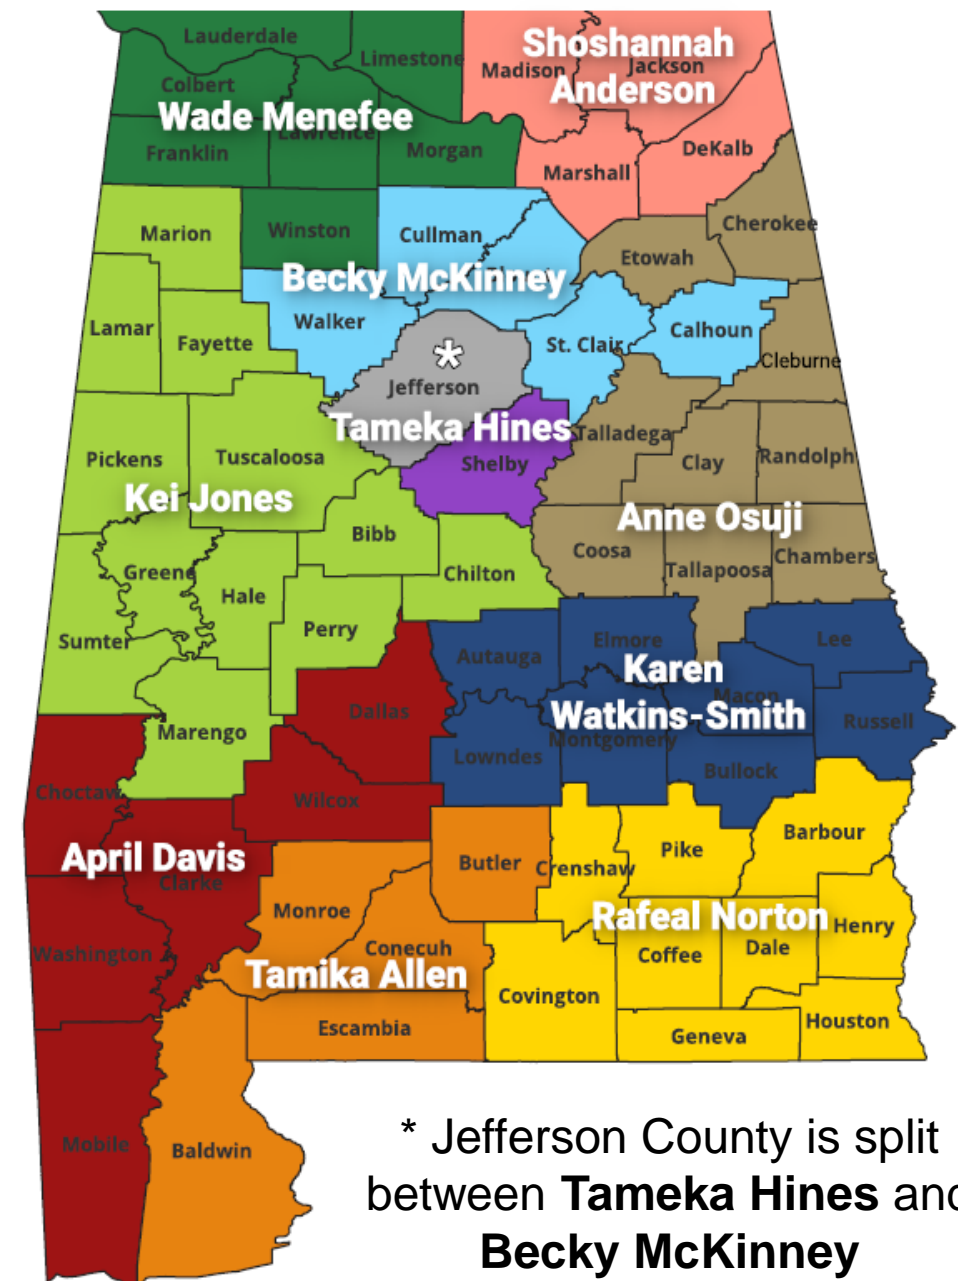 Lauderdale
Limestone
Shoshannah
Anderson
Madison
Jackson
Colbert
Wade Menefee
Lawrence
Franklin
Morgan
DeKalb
Marshall
Marion
Winston
Cullman
Cherokee
Etowah
Becky McKinney
Lamar
Fayette
Walker
St. Clair
Calhoun
*
Cleburne
Jefferson
Tameka Hines
Talladega
Pickens
Tuscaloosa
Shelby
Clay
Randolph
Kei Jones
Anne Osuji
Bibb
Greene
Chilton
Coosa
Tallapoosa
Chambers
Hale
Sumter
Perry
Autauga
Elmore
Lee
Karen
Watkins-Smith
Macon
Marengo
Dallas
Montgomery
Russell
Lowndes
Bullock
Choctaw
Wilcox
April Davis
Clarke
Butler
Crenshaw
Pike
Barbour
Monroe
Rafeal Norton
Henry
Washington
Conecuh
Coffee
Dale
Tamika Allen
Covington
Escambia
Geneva
Houston
Mobile
Baldwin
* Jefferson County is split
between Tameka Hines
Becky McKinney